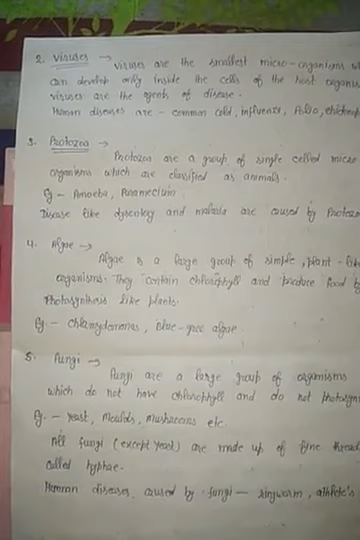 2. Viruses →
Viruses are the smallest micro-organisms
can develop only inside the cells of the host
viruses are the agents of disease.
Human diseases are - common cold, influenza, Polio,
3. Protozoa →
Protozoa are a group of single celled micro
organisms which are classified as animals.
Eg - Amoeba, Paramecium
Disease like dysentery and malaria are caused by
4. Algae →
Algae is a large group of simple, plant-like
organisms. They contain chlorophyll and produce food by
Photosynthesis like plants.
Eg. - Chlamydomonas, Blue-green algae
5. Fungi →
Fungi are a large group of organisms
which do not have chlorophyll and do not
Eg. - Yeast, Moulds, Mushrooms etc.
All fungi (except yeast) are made up of fine
called hyphae.
Human diseases caused by fungi - ringworm, athlete's